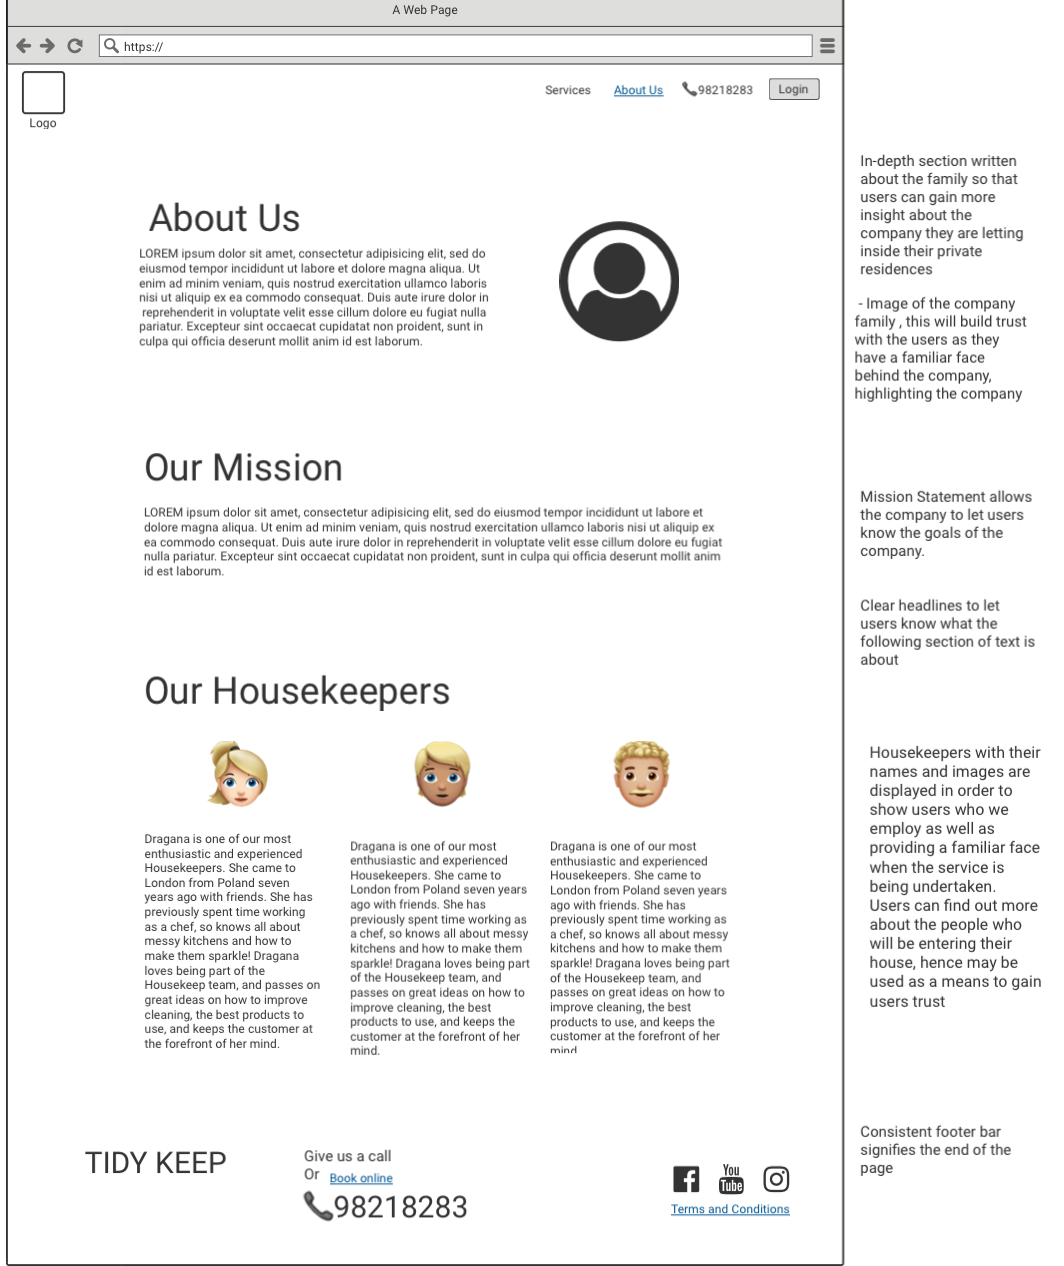 A Web Page
https://
Logo
Services
About Us
98218283
Login
About Us
LOREM ipsum dolor sit amet, consectetur adipisicing elit, sed do
eiusmod tempor incididunt ut labore et dolore magna aliqua. Ut
enim ad minim veniam, quis nostrud exercitation ullamco laboris
nisi ut aliquip ex ea commodo consequat. Duis aute irure dolor in
reprehenderit in voluptate velit esse cillum dolore eu fugiat nulla
pariatur. Excepteur sint occaecat cupidatat non proident, sunt in
culpa qui officia deserunt mollit anim id est laborum.
In-depth section written
about the family so that
users can gain more
insight about the
company they are letting
inside their private
residences
- Image of the company
family , this will build trust
with the users as they
have a familiar face
behind the company,
highlighting the company
Our Mission
LOREM ipsum dolor sit amet, consectetur adipisicing elit, sed do eiusmod tempor incididunt ut labore et
dolore magna aliqua. Ut enim ad minim veniam, quis nostrud exercitation ullamco laboris nisi ut aliquip ex
ea commodo consequat. Duis aute irure dolor in reprehenderit in voluptate velit esse cillum dolore eu fugiat
nulla pariatur. Excepteur sint occaecat cupidatat non proident, sunt in culpa qui officia deserunt mollit anim
id est laborum.
Mission Statement allows
the company to let users
know the goals of the
company.
Clear headlines to let
users know what the
following section of text is
about
Our Housekeepers
Dragana is one of our most
enthusiastic and experienced
Housekeepers. She came to
London from Poland seven
years ago with friends. She has
previously spent time working
as a chef, so knows all about
messy kitchens and how to
make them sparkle! Dragana
loves being part of the
Housekeep team, and passes on
great ideas on how to improve
cleaning, the best products to
use, and keeps the customer at
the forefront of her mind.
Dragana is one of our most
enthusiastic and experienced
Housekeepers. She came to
London from Poland seven years
ago with friends. She has
previously spent time working as
a chef, so knows all about messy
kitchens and how to make them
sparkle! Dragana loves being part
of the Housekeep team, and
passes on great ideas on how to
improve cleaning, the best
products to use, and keeps the
customer at the forefront of her
mind.
Dragana is one of our most
enthusiastic and experienced
Housekeepers. She came to
London from Poland seven years
ago with friends. She has
previously spent time working as
a chef, so knows all about messy
kitchens and how to make them
sparkle! Dragana loves being part
of the Housekeep team, and
passes on great ideas on how to
improve cleaning, the best
products to use, and keeps the
customer at the forefront of her
mind
Housekeepers with their
names and images are
displayed in order to
show users who we
employ as well as
providing a familiar face
when the service is
being undertaken.
Users can find out more
about the people who
will be entering their
house, hence may be
used as a means to gain
users trust
TIDY KEEP
Give us a call
Or Book online
98218283
You
Tube
Terms and Conditions
Consistent footer bar
signifies the end of the
page